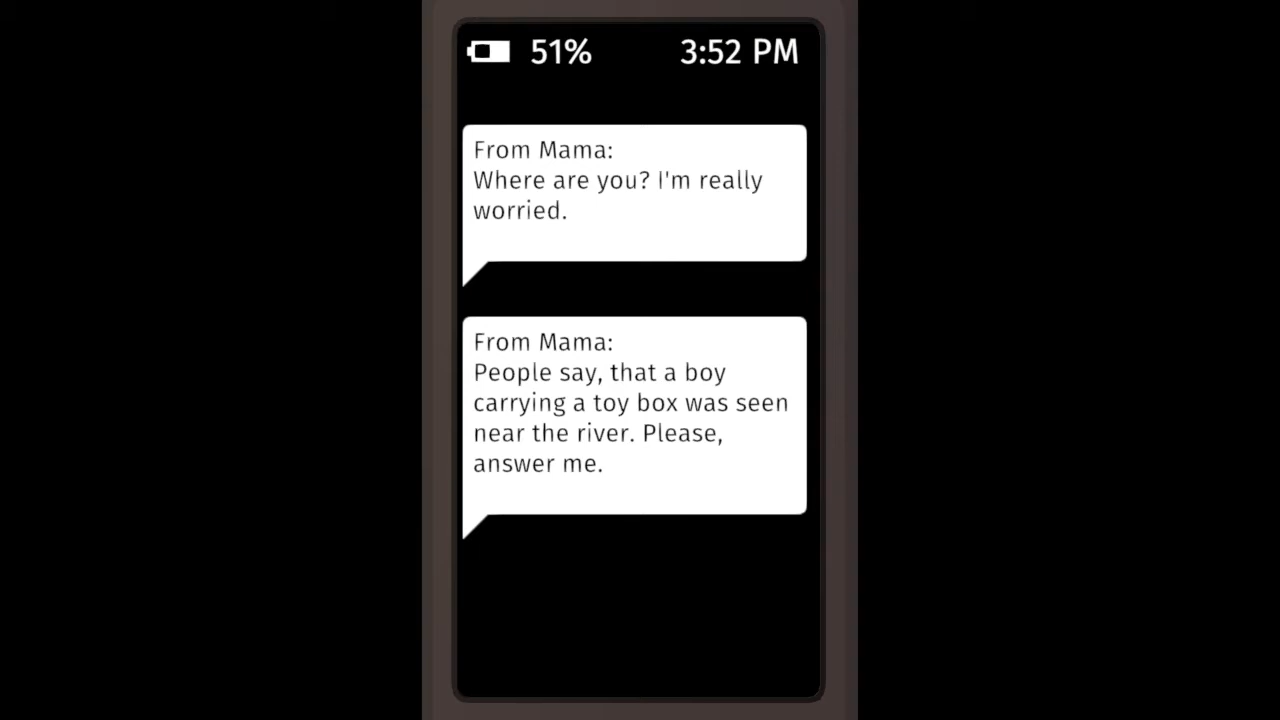 51% 3:52 PM
From Mama:
Where are you? I'm really
worried.
From Mama:
People say, that a boy
carrying a toy box was seen
near the river. Please,
answer me.